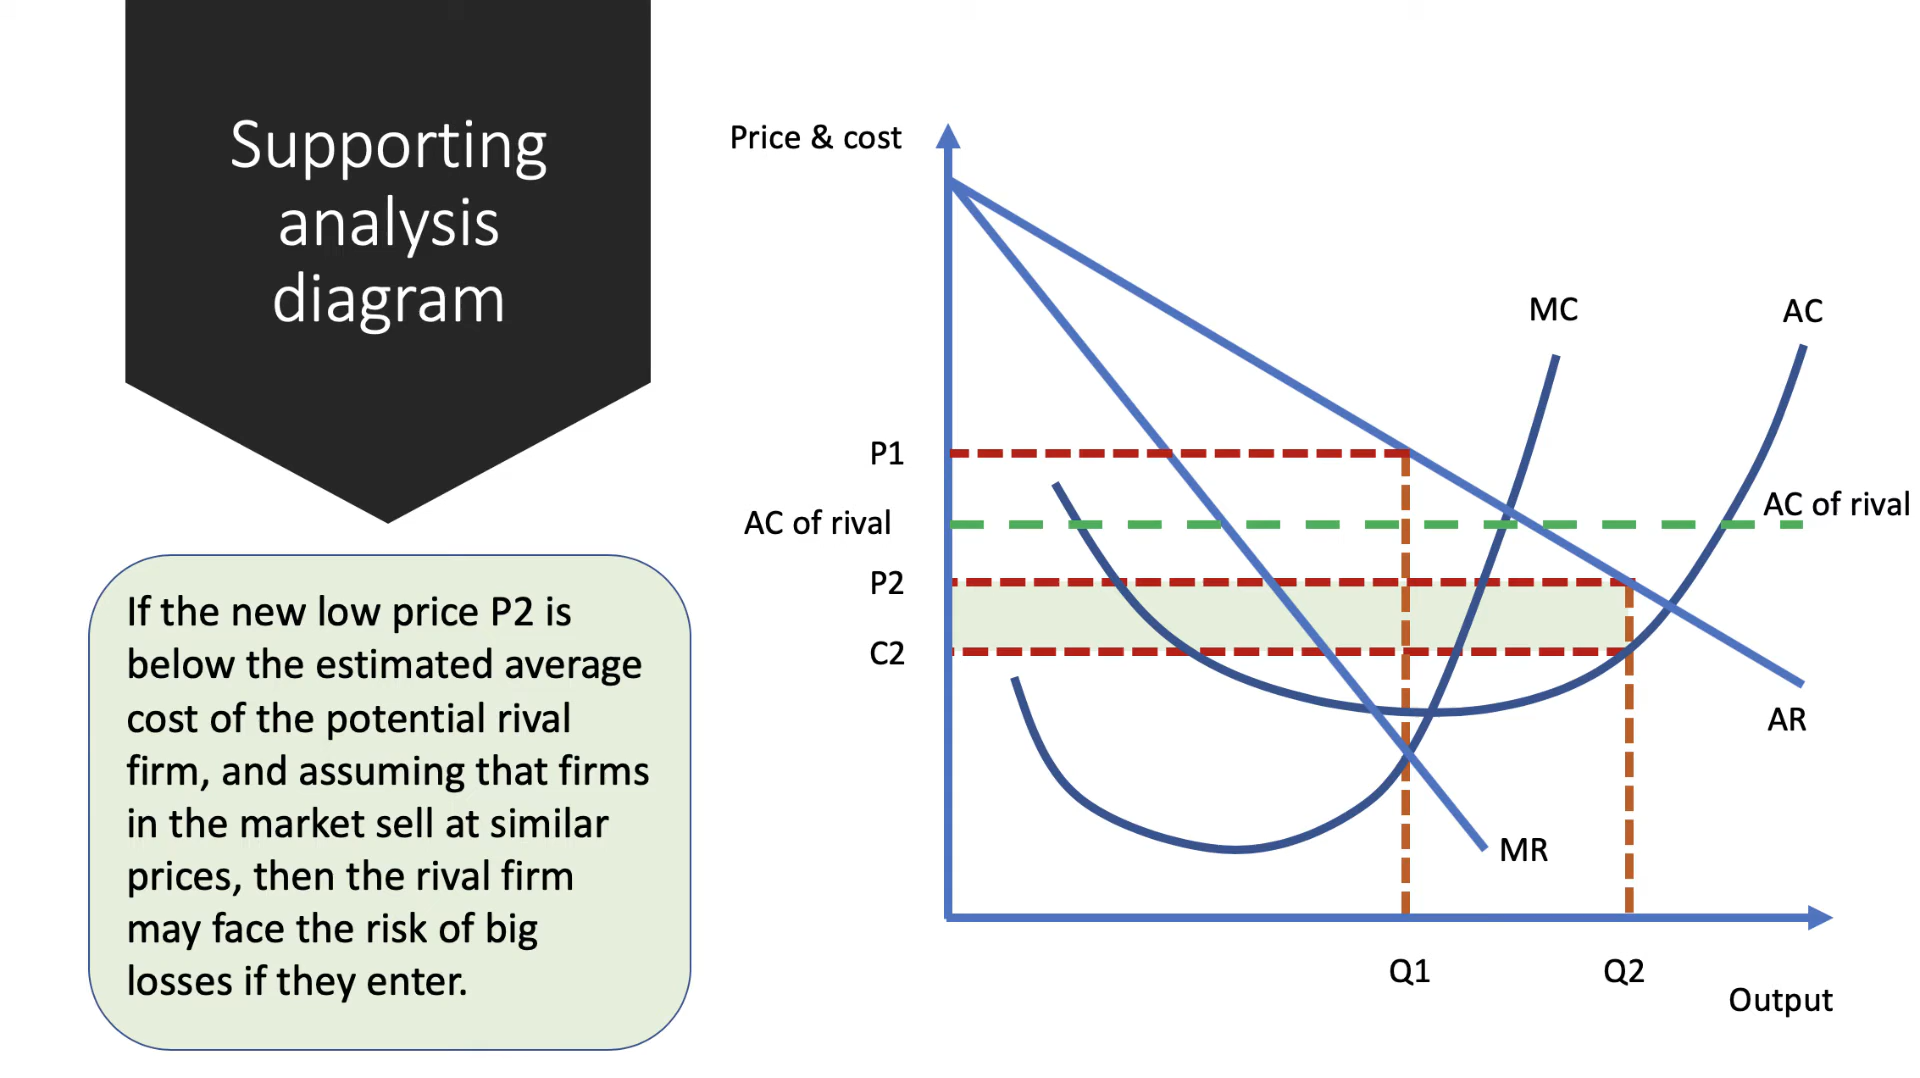 Supporting
analysis
diagram
If the new low price P2 is
below the estimated average
cost of the potential rival
firm, and assuming that firms
in the market sell at similar
prices, then the rival firm
may face the risk of big
losses if they enter.
Price & cost
MC
AC
P1
AC of rival
AC of rival
P2
C2
AR
MR
Q1
Q2
Output